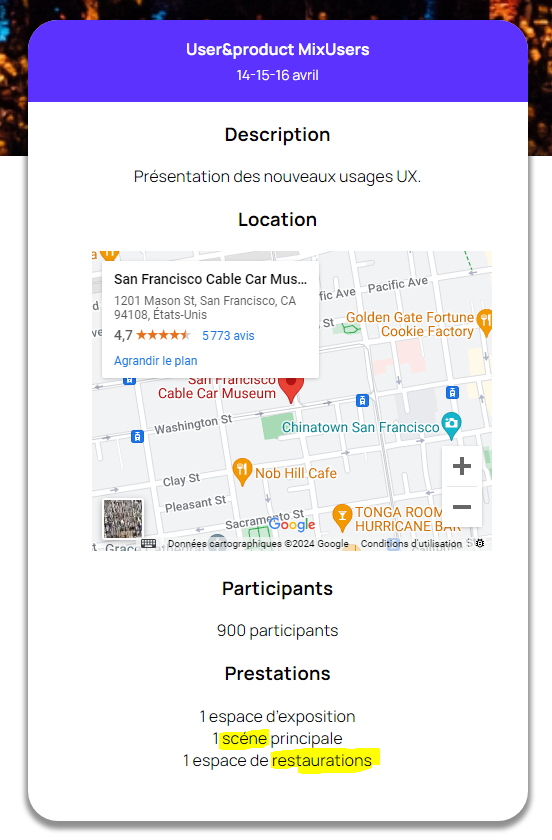 User&product MixUsers
14-15-16 avril
Description
Présentation des nouveaux usages UX.
Location
San Francisco Cable Car Mus...
1201 Mason St, San Francisco, CA
94108, États-Unis
4,7 5 773 avis
Agrandir le plan
Pacific Ave
Pacific Ave
Golden Gate Fortune
Cookie Factory
San Francisco
Cable Car Museum
Washington St
Chinatown San Francisco
Clay St
Nob Hill Cafe
Pleasant St
Sacramento St
TONGA ROOM
HURRICANE BAR
Google
Grace
Données cartographiques ©2024 Google
Conditions d'utilisation
Participants
900 participants
Prestations
1 espace d'exposition
1 scéne principale
1 espace de restaurations